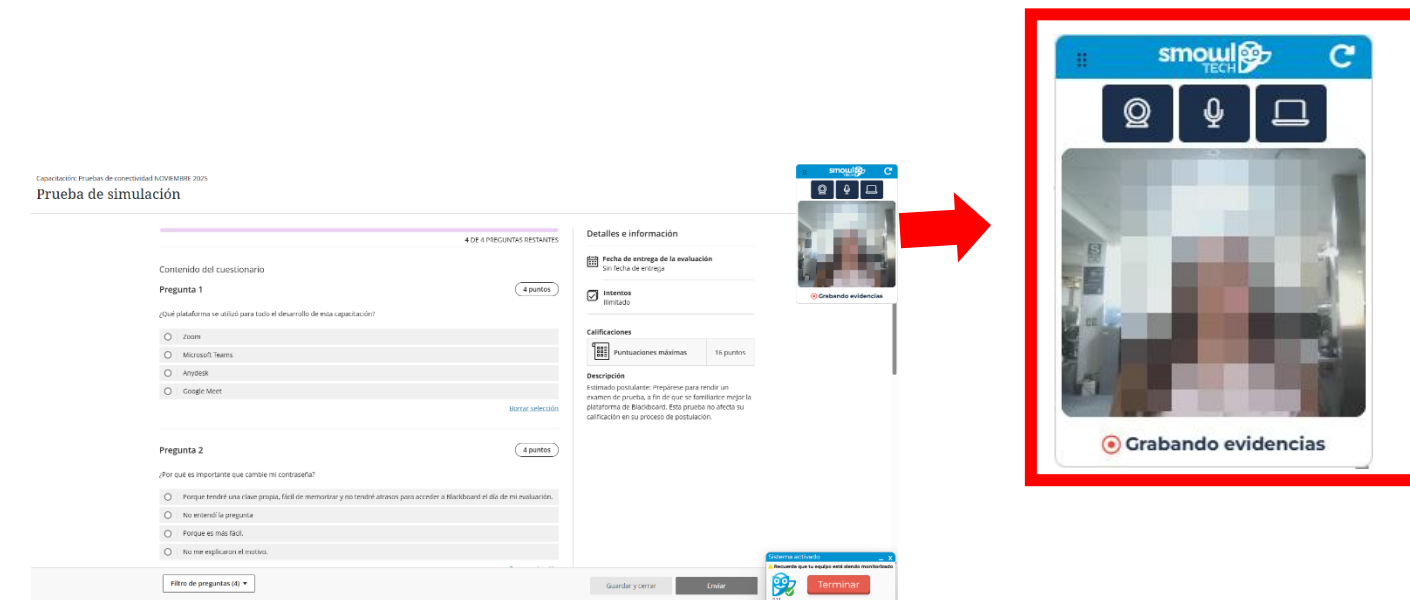 Capacitación: Pruebas de conectividad NOVIEMBRE 2025
Prueba de simulación
4 DE 4 PREGUNTAS RESTANTES
Contenido del cuestionario
Pregunta 1
4 puntos
¿Qué plataforma se utilizó para todo el desarrollo de esta capacitación?
Zoom
Microsoft Teams
Anydesk
Google Meet
Borrar selección
Pregunta 2
4 puntos
¿Por qué es importante que cambie mi contraseña?
Porque tendré una clave propia, fácil de memorizar y no tendré atrasos para acceder a Blackboard el día de mi evaluación.
No entendí la pregunta
Porque es más fácil.
No me explicaron el motivo.
Filtro de preguntas (4)
Guardar y cerrar
Enviar
Detalles e información
Fecha de entrega de la evaluación
Sin fecha de entrega
Intentos
Ilimitado
Calificaciones
Puntuaciones máximas
16 puntos
Descripción
Estimado postulante: Prepárese para rendir un
examen de prueba, a fin de que se familiarice mejor la
plataforma de Blackboard. Esta prueba no afecta su
calificación en su proceso de postulación.
smowl
TECH
Grabando evidencias
Sistema activado
Recuerda que tu equipo está siendo monitorizado
Terminar
smowl
TECH
Grabando evidencias